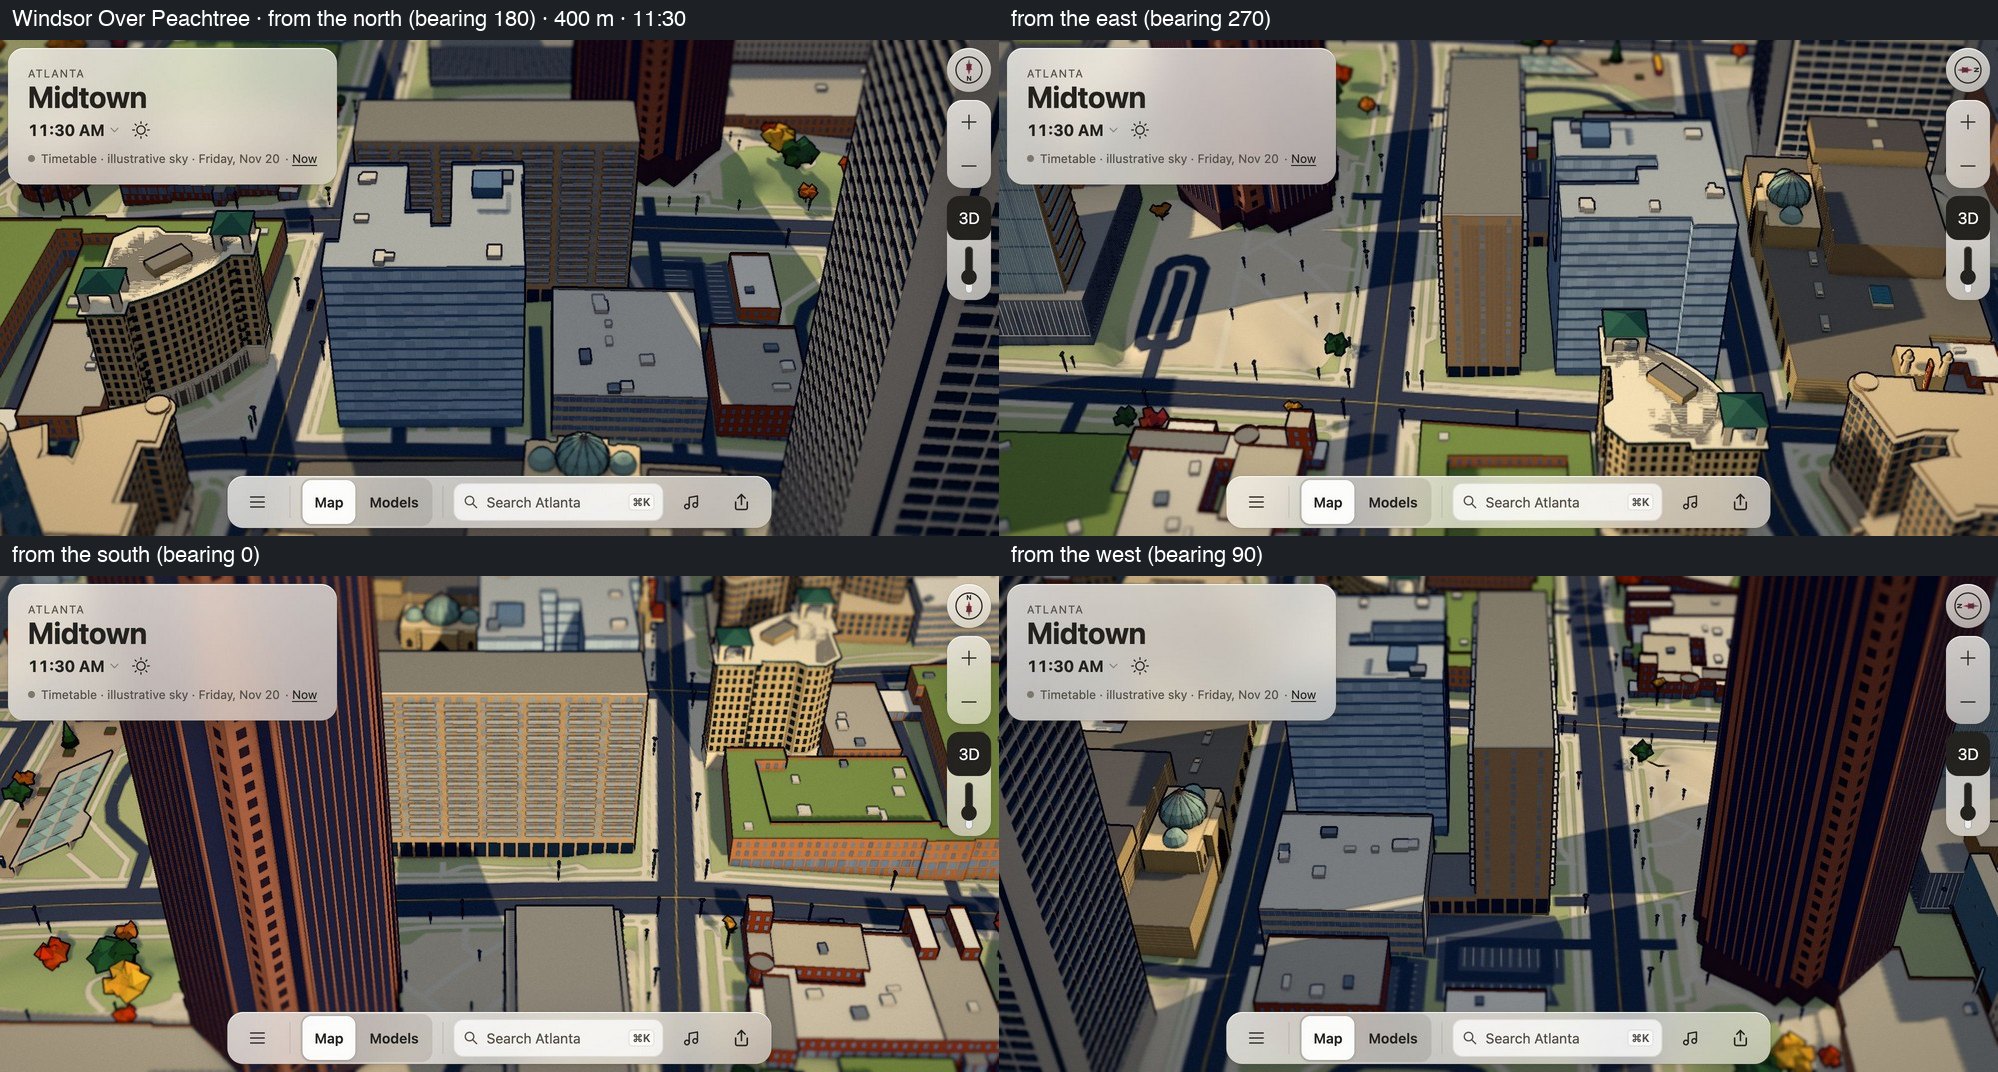 Windsor Over Peachtree · from the north (bearing 180) · 400 m · 11:30
ATLANTA
Midtown
11:30 AM
Timetable · illustrative sky · Friday, Nov 20 · Now
N
3D
Map
Models
Search Atlanta
⌘K
from the east (bearing 270)
ATLANTA
Midtown
11:30 AM
Timetable · illustrative sky · Friday, Nov 20 · Now
N
3D
Map
Models
Search Atlanta
⌘K
from the south (bearing 0)
ATLANTA
Midtown
11:30 AM
Timetable · illustrative sky · Friday, Nov 20 · Now
N
3D
Map
Models
Search Atlanta
⌘K
from the west (bearing 90)
ATLANTA
Midtown
11:30 AM
Timetable · illustrative sky · Friday, Nov 20 · Now
N
3D
Map
Models
Search Atlanta
⌘K